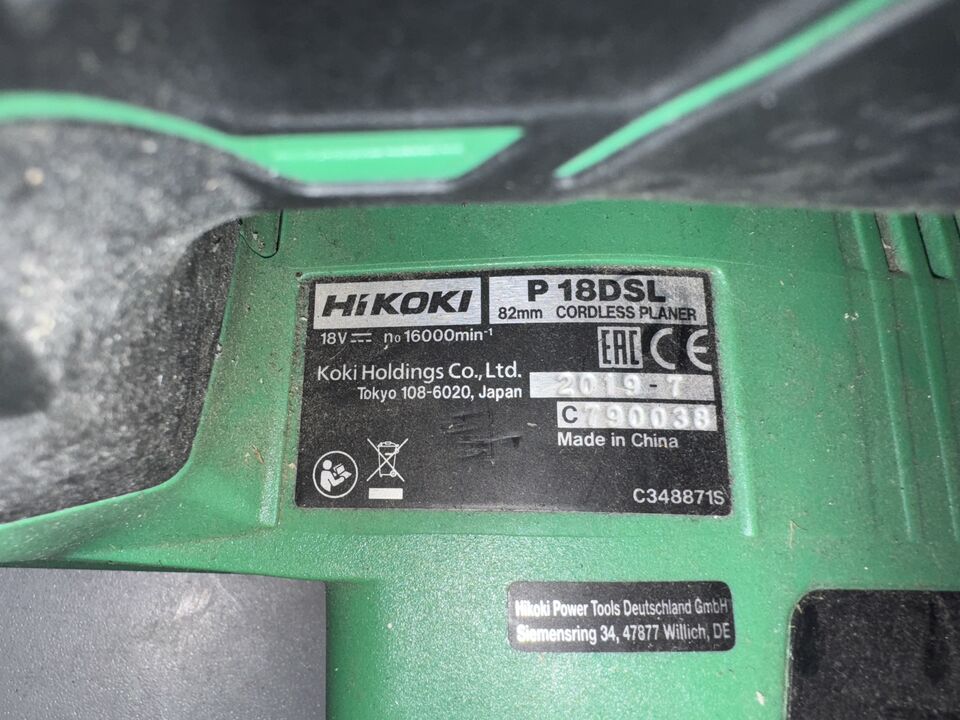 HiKOKI
P 18DSL
82mm CORDLESS PLANER
18V n₀ 16000min⁻¹
EAC CE
Koki Holdings Co., Ltd.
Tokyo 108-6020, Japan
2019-7
C790038
Made in China
C348871S
Hikoki Power Tools Deutschland GmbH
Siemensring 34, 47877 Willich, DE